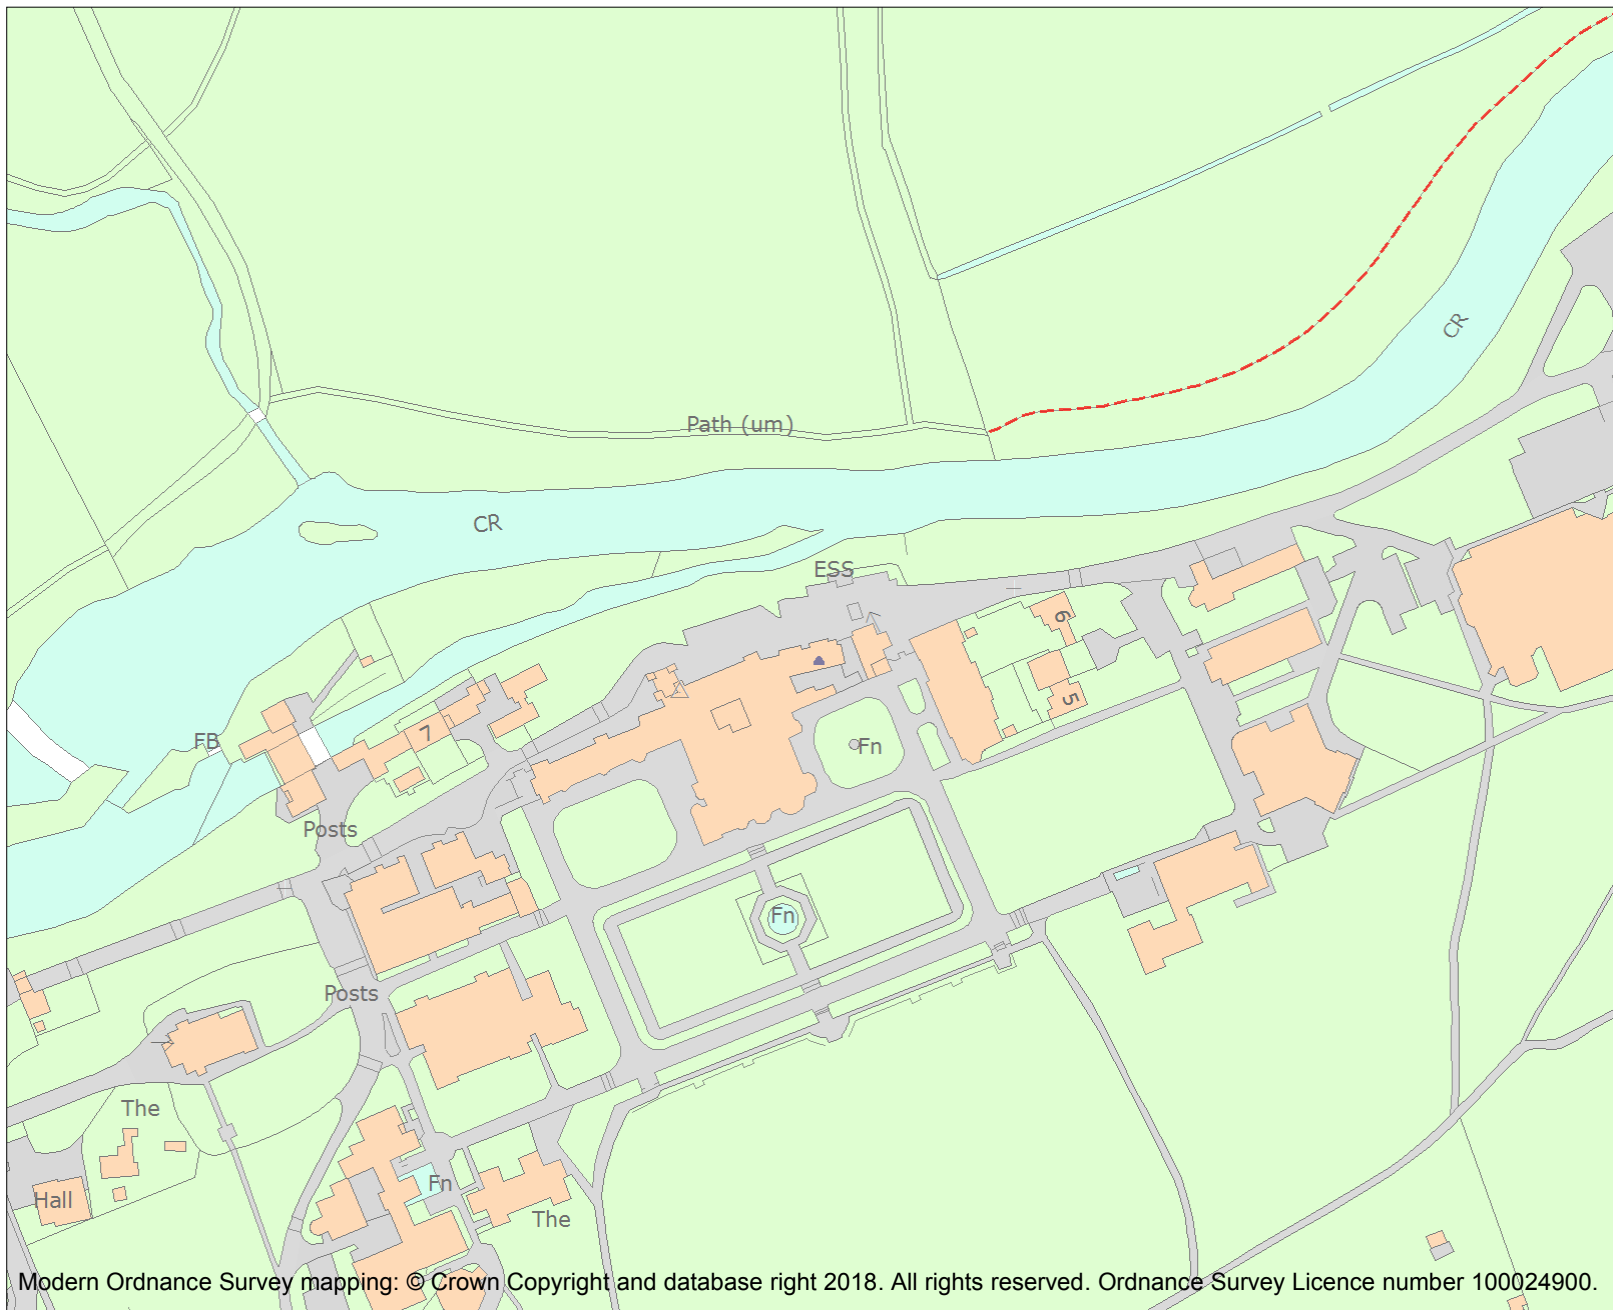 CR
Path (um)
CR
ESS
6
5
7
FB
Fn
Posts
Fn
Posts
The
Fn
Hall
The
Modern Ordnance Survey mapping: © Crown Copyright and database right 2018. All rights reserved. Ordnance Survey Licence number 100024900.